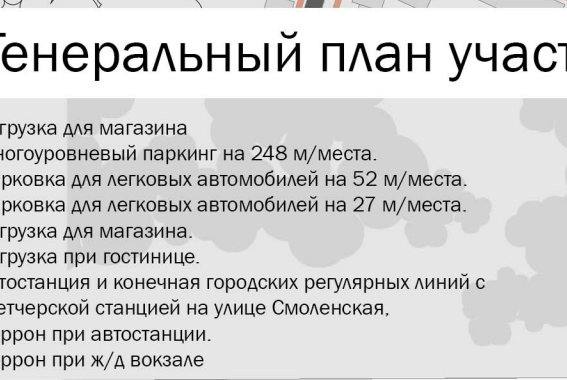 Генеральный план участ
грузка для магазина
ногоуровневый паркинг на 248 м/места.
рковка для легковых автомобилей на 52 м/места.
рковка для легковых автомобилей на 27 м/места.
грузка для магазина.
грузка при гостинице.
тостанция и конечная городских регулярных линий с
етчерской станцией на улице Смоленская,
ррон при автостанции.
ррон при ж/д вокзале